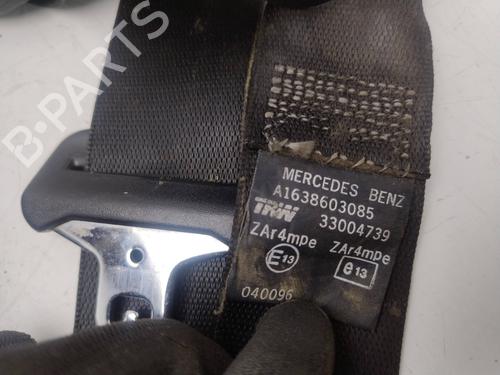 B-PARTS
MERCEDES BENZ
A1638603085
TRW 33004739
ZAr4mpe ZAr4mpe
E13 e13
040096